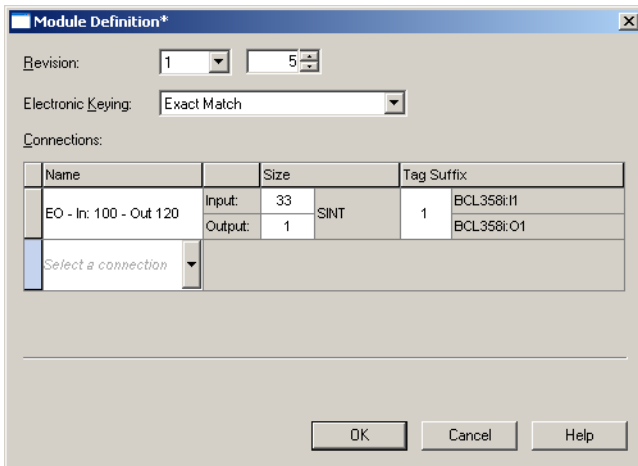 Module Definition*
Revision: 1 5
Electronic Keying: Exact Match
Connections:
Name Size Tag Suffix
EO - In: 100 - Out 120 Input: 33 SINT 1 BCL358i:I1
Output: 1 BCL358i:O1
Select a connection
OK Cancel Help